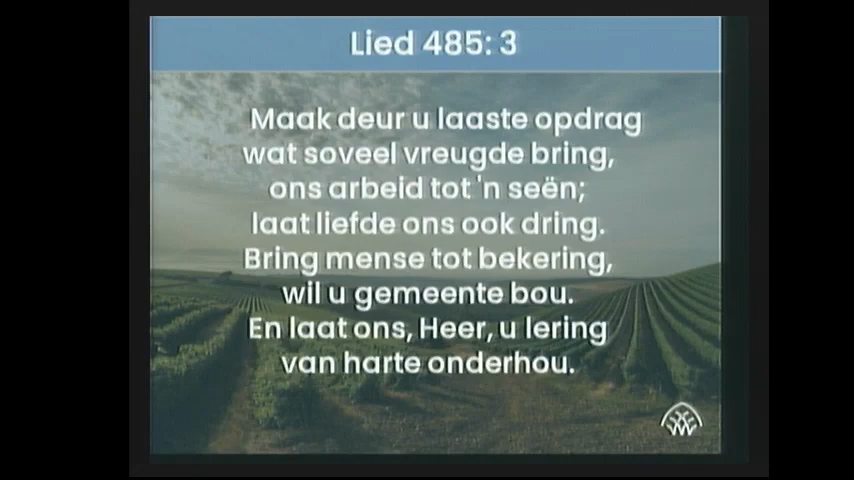 Lied 485: 3
Maak deur u laaste opdrag
wat soveel vreugde bring,
ons arbeid tot 'n seën;
laat liefde ons ook dring.
Bring mense tot bekering,
wil u gemeente bou.
En laat ons, Heer, u lering
van harte onderhou.